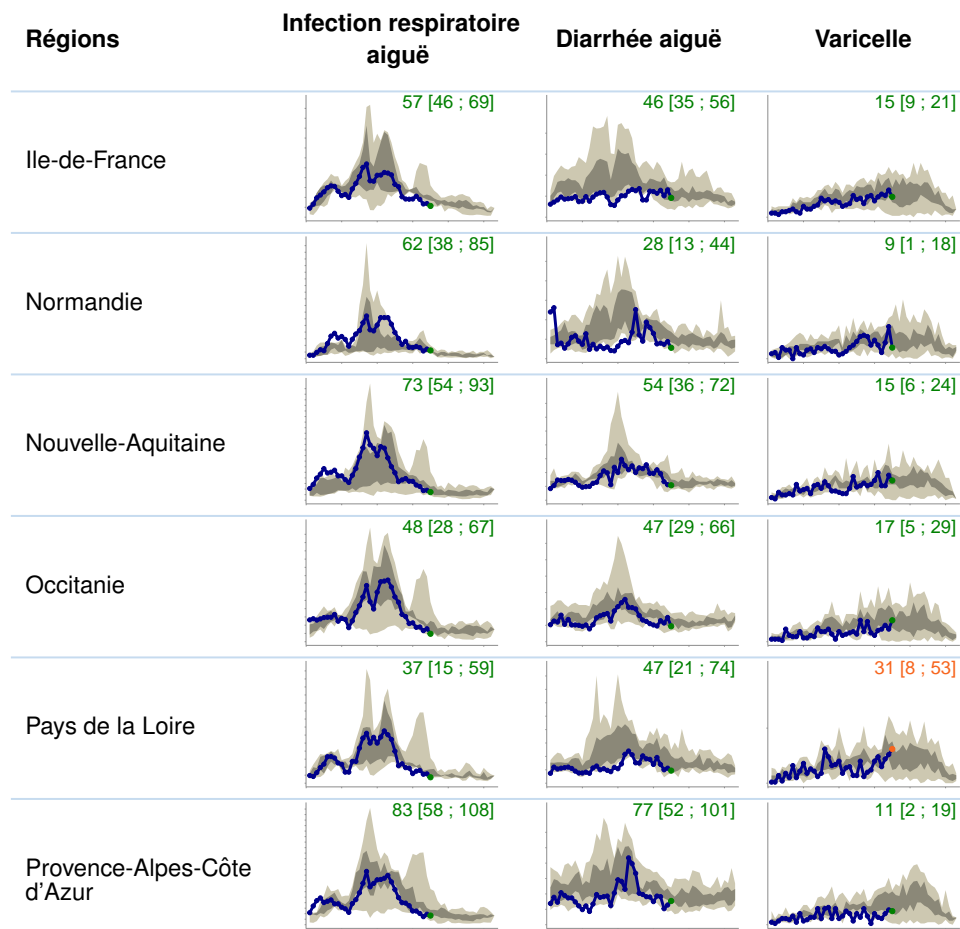 Régions
Infection respiratoire
aiguë
Diarrhée aiguë
Varicelle
Ile-de-France
57 [46 ; 69]
46 [35 ; 56]
15 [9 ; 21]
Normandie
62 [38 ; 85]
28 [13 ; 44]
9 [1 ; 18]
Nouvelle-Aquitaine
73 [54 ; 93]
54 [36 ; 72]
15 [6 ; 24]
Occitanie
48 [28 ; 67]
47 [29 ; 66]
17 [5 ; 29]
Pays de la Loire
37 [15 ; 59]
47 [21 ; 74]
31 [8 ; 53]
Provence-Alpes-Côte
d'Azur
83 [58 ; 108]
77 [52 ; 101]
11 [2 ; 19]